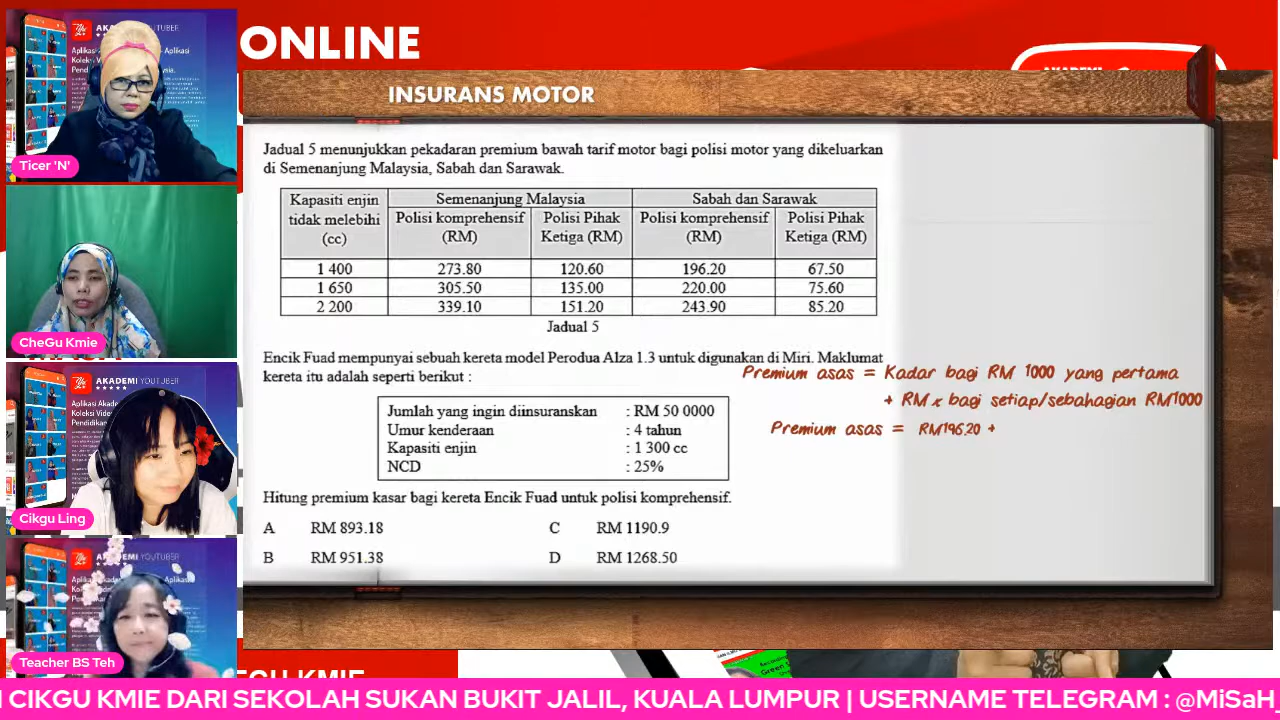 ONLINE
AKADEMI
INSURANS MOTOR
Jadual 5 menunjukkan pekadaran premium bawah tarif motor bagi polisi motor yang dikeluarkan
di Semenanjung Malaysia, Sabah dan Sarawak.
Kapasiti enjin tidak melebihi (cc) Semenanjung Malaysia Sabah dan Sarawak
Polisi komprehensif (RM) Polisi Pihak Ketiga (RM) Polisi komprehensif (RM) Polisi Pihak Ketiga (RM)
1 400 273.80 120.60 196.20 67.50
1 650 305.50 135.00 220.00 75.60
2 200 339.10 151.20 243.90 85.20
Jadual 5
Encik Fuad mempunyai sebuah kereta model Perodua Alza 1.3 untuk digunakan di Miri. Maklumat
kereta itu adalah seperti berikut :
Jumlah yang ingin diinsuranskan : RM 50 0000
Umur kenderaan : 4 tahun
Kapasiti enjin : 1 300 cc
NCD : 25%
Hitung premium kasar bagi kereta Encik Fuad untuk polisi komprehensif.
A RM 893.18 C RM 1190.9
B RM 951.38 D RM 1268.50
Premium asas = Kadar bagi RM 1000 yang pertama
+ RM x bagi setiap/sebahagian RM1000
Premium asas = RM196.20 +
Ticer 'N'
CheGu Kmie
AKADEMI YOUTUBER
Cikgu Ling
Teacher BS Teh
CIKGU KMIE DARI SEKOLAH SUKAN BUKIT JALIL, KUALA LUMPUR | USERNAME TELEGRAM : @MiSaH_